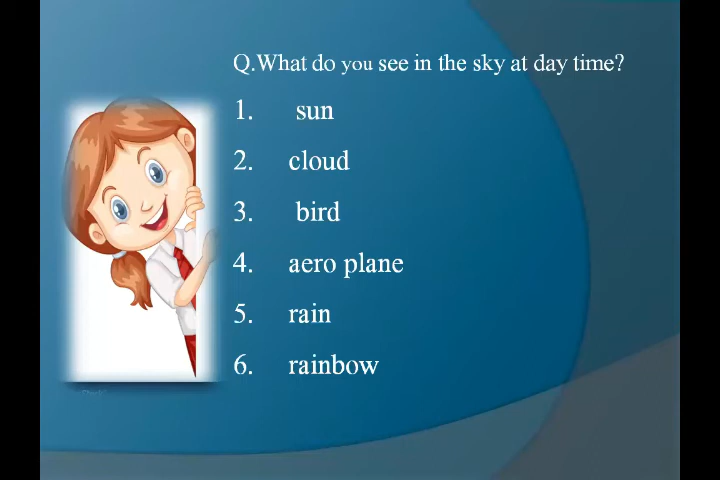 Q.What do you see in the sky at day time?
1. sun
2. cloud
3. bird
4. aero plane
5. rain
6. rainbow